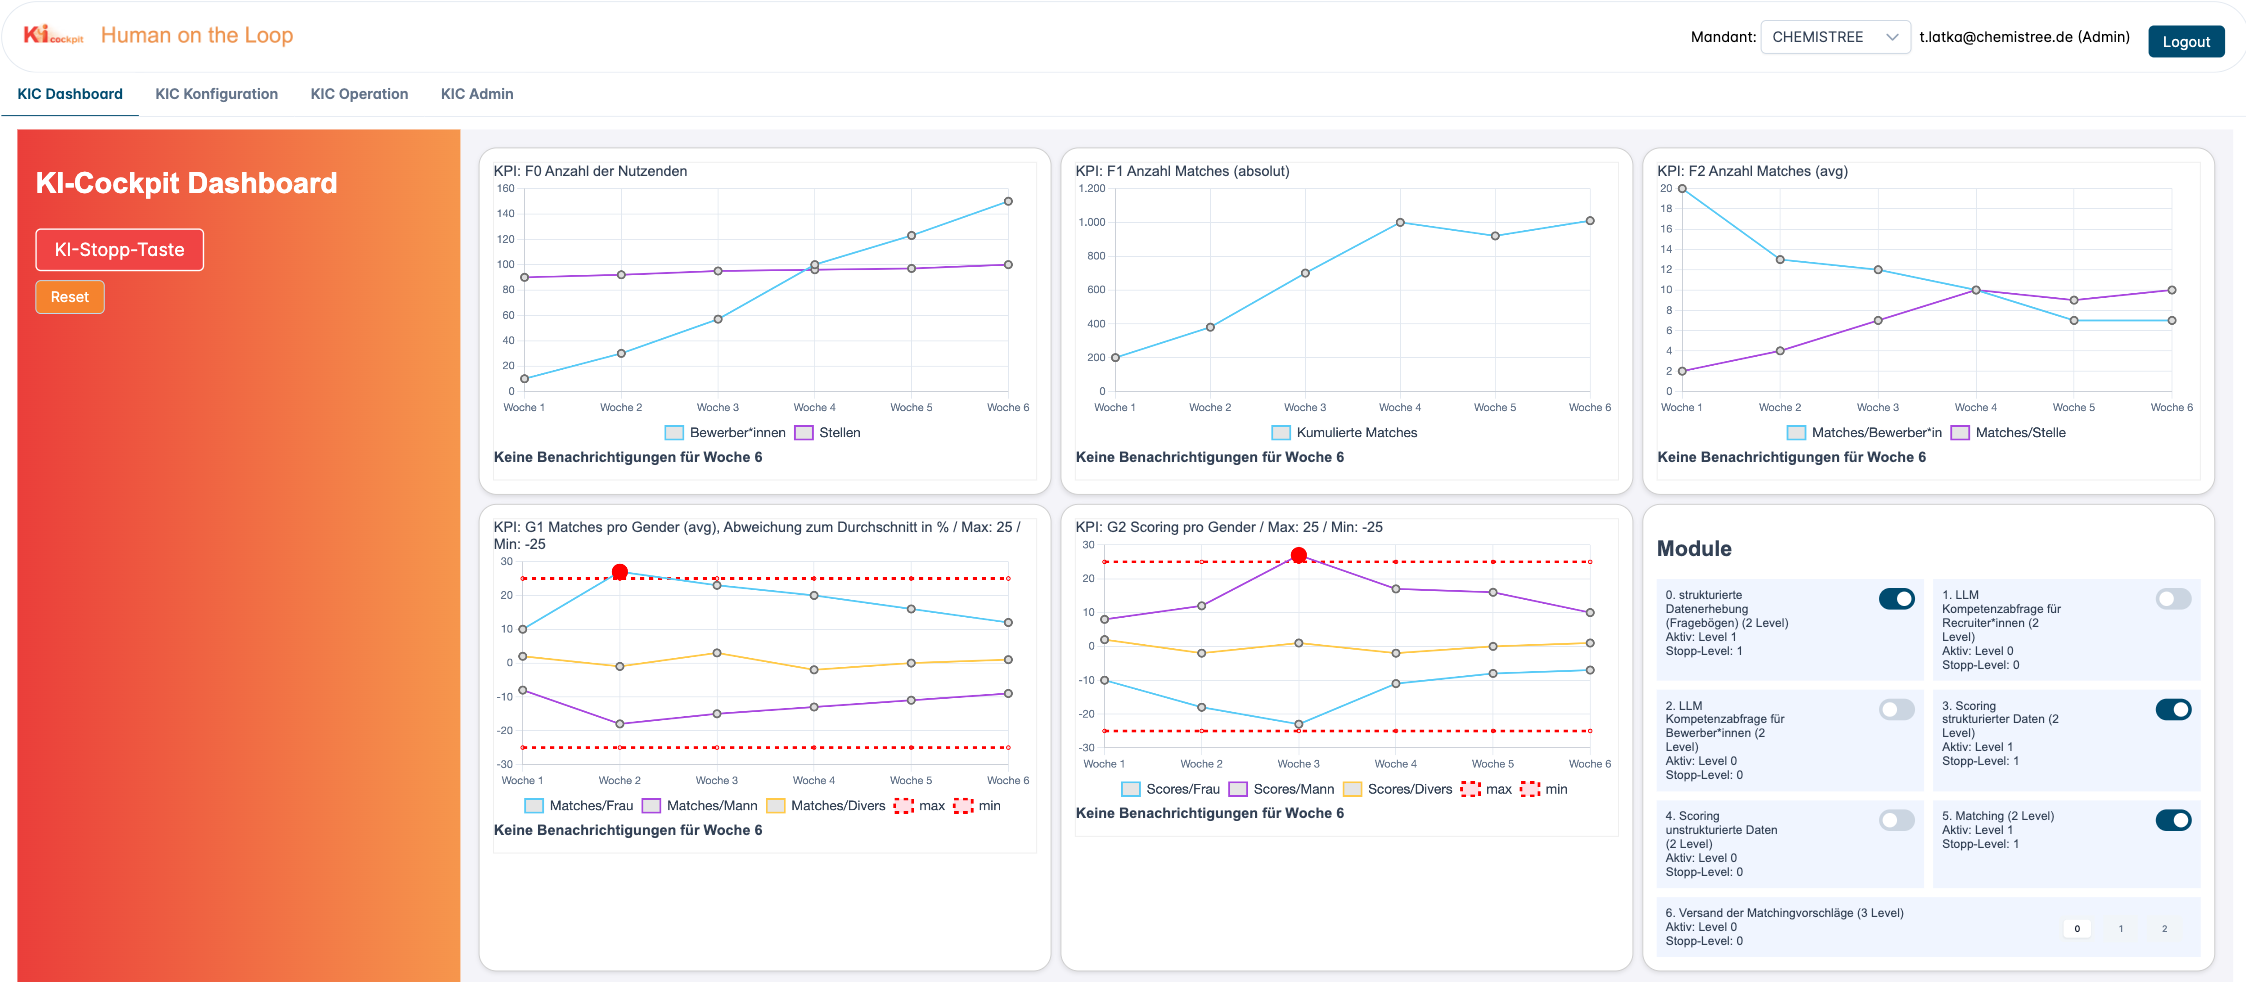 KI cockpit Human on the Loop
Mandant: CHEMISTREE t.latka@chemistree.de (Admin) Logout
KIC Dashboard KIC Konfiguration KIC Operation KIC Admin
KI-Cockpit Dashboard
KI-Stopp-Taste
Reset
KPI: F0 Anzahl der Nutzenden
160
140
120
100
80
60
40
20
0
Woche 1 Woche 2 Woche 3 Woche 4 Woche 5 Woche 6
Bewerber*innen Stellen
Keine Benachrichtigungen für Woche 6
KPI: F1 Anzahl Matches (absolut)
1.200
1.000
800
600
400
200
0
Woche 1 Woche 2 Woche 3 Woche 4 Woche 5 Woche 6
Kumulierte Matches
Keine Benachrichtigungen für Woche 6
KPI: F2 Anzahl Matches (avg)
20
18
16
14
12
10
8
6
4
2
0
Woche 1 Woche 2 Woche 3 Woche 4 Woche 5 Woche 6
Matches/Bewerber*in Matches/Stelle
Keine Benachrichtigungen für Woche 6
KPI: G1 Matches pro Gender (avg), Abweichung zum Durchschnitt in % / Max: 25 /
Min: -25
30
20
10
0
-10
-20
-30
Woche 1 Woche 2 Woche 3 Woche 4 Woche 5 Woche 6
Matches/Frau Matches/Mann Matches/Divers max min
Keine Benachrichtigungen für Woche 6
KPI: G2 Scoring pro Gender / Max: 25 / Min: -25
30
20
10
0
-10
-20
-30
Woche 1 Woche 2 Woche 3 Woche 4 Woche 5 Woche 6
Scores/Frau Scores/Mann Scores/Divers max min
Keine Benachrichtigungen für Woche 6
Module
0. strukturierte
Datenerhebung
(Fragebögen) (2 Level)
Aktiv: Level 1
Stopp-Level: 1
1. LLM
Kompetenzabfrage für
Recruiter*innen (2
Level)
Aktiv: Level 0
Stopp-Level: 0
2. LLM
Kompetenzabfrage für
Bewerber*innen (2
Level)
Aktiv: Level 0
Stopp-Level: 0
3. Scoring
strukturierter Daten (2
Level)
Aktiv: Level 1
Stopp-Level: 1
4. Scoring
unstrukturierte Daten
(2 Level)
Aktiv: Level 0
Stopp-Level: 0
5. Matching (2 Level)
Aktiv: Level 1
Stopp-Level: 1
6. Versand der Matchingvorschläge (3 Level)
Aktiv: Level 0
Stopp-Level: 0
0 1 2